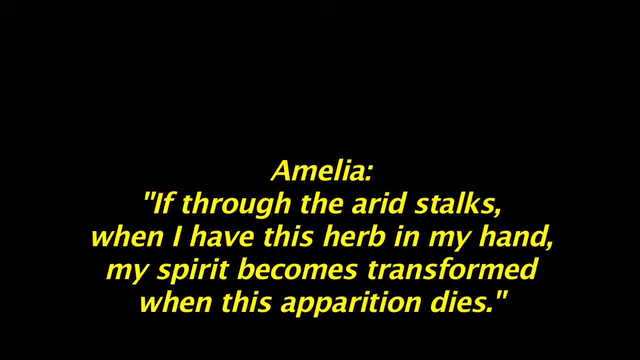 Amelia:
"If through the arid stalks,
when I have this herb in my hand,
my spirit becomes transformed
when this apparition dies."